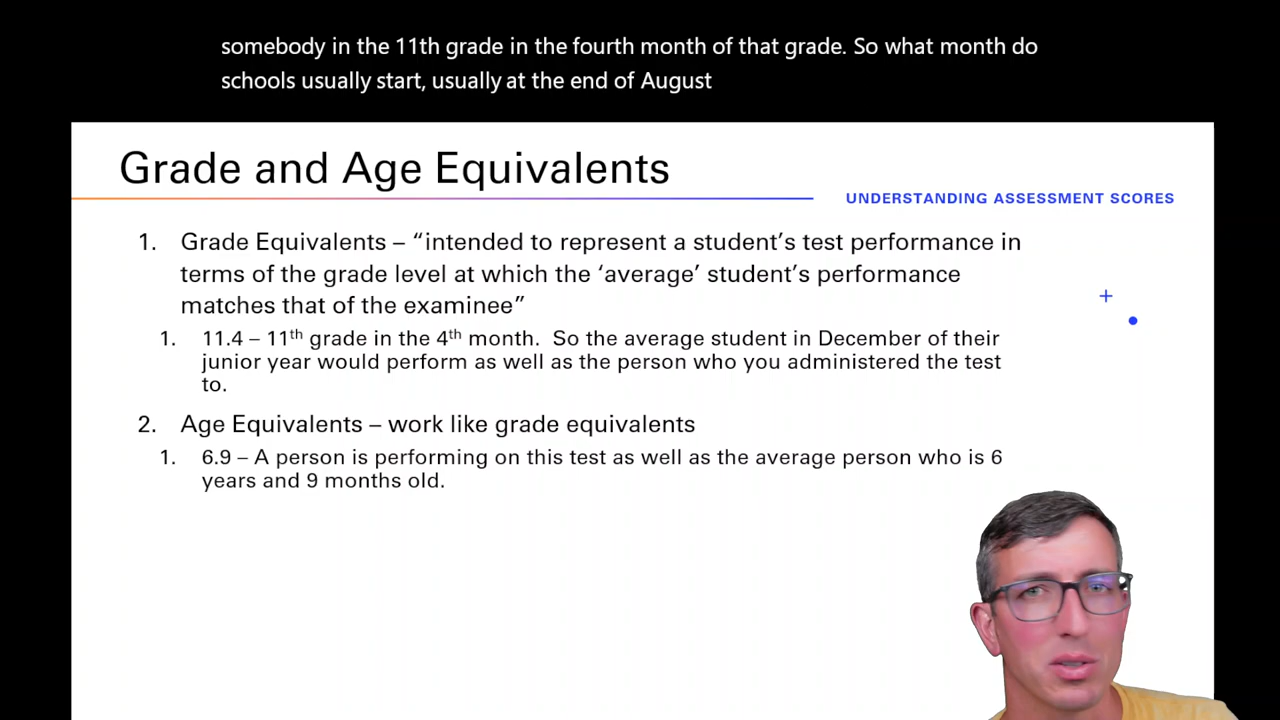 somebody in the 11th grade in the fourth month of that grade. So what month do
schools usually start, usually at the end of August
Grade and Age Equivalents
UNDERSTANDING ASSESSMENT SCORES
1. Grade Equivalents – “intended to represent a student’s test performance in
terms of the grade level at which the ‘average’ student’s performance
matches that of the examinee”
1. 11.4 – 11th grade in the 4th month.  So the average student in December of their
junior year would perform as well as the person who you administered the test
to.
2. Age Equivalents – work like grade equivalents
1. 6.9 – A person is performing on this test as well as the average person who is 6
years and 9 months old.